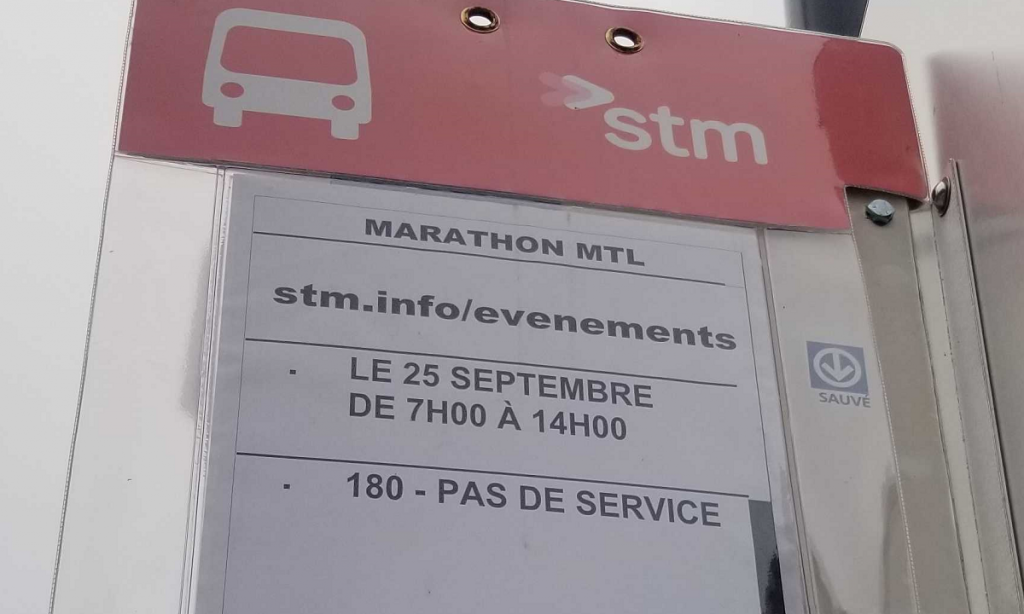 stm
MARATHON MTL
stm.info/evenements
LE 25 SEPTEMBRE
DE 7H00 À 14H00
180 - PAS DE SERVICE
SAUVÉ